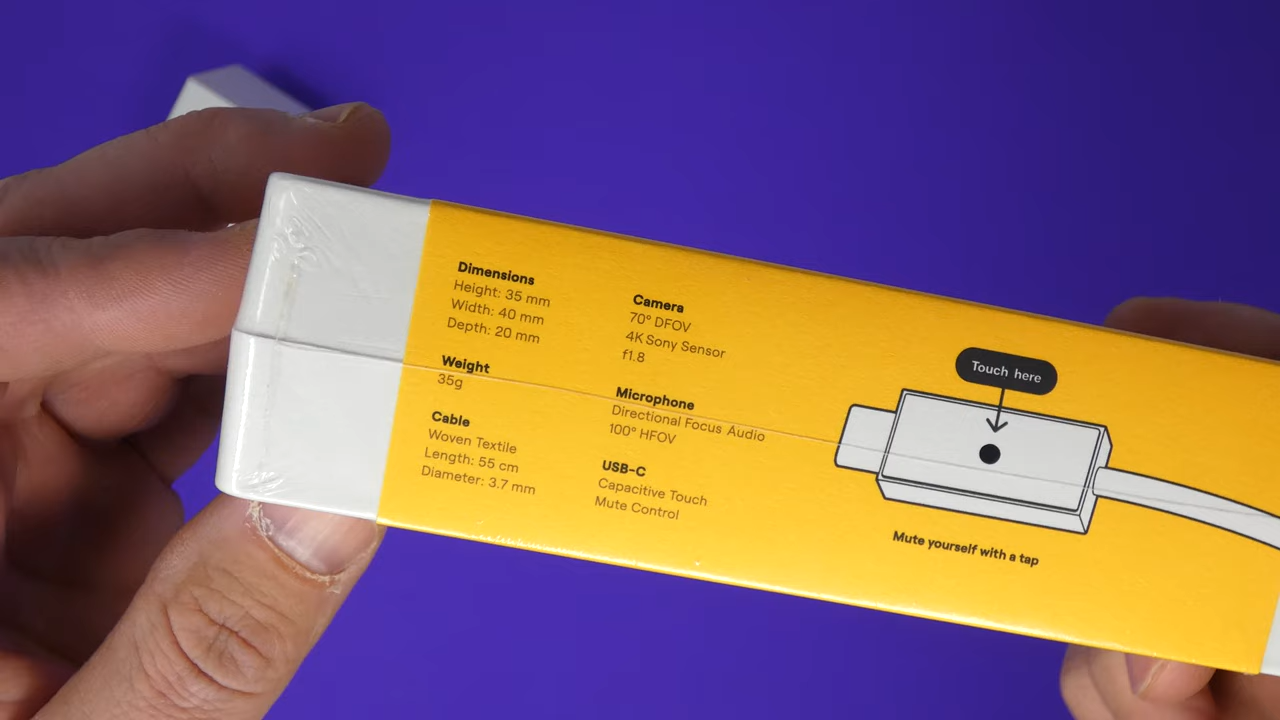 Dimensions
Height: 35 mm
Width: 40 mm
Depth: 20 mm
Weight
35g
Cable
Woven Textile
Length: 55 cm
Diameter: 3.7 mm
Camera
70° DFOV
4K Sony Sensor
f1.8
Microphone
Directional Focus Audio
100° HFOV
USB-C
Capacitive Touch
Mute Control
Touch here
Mute yourself with a tap